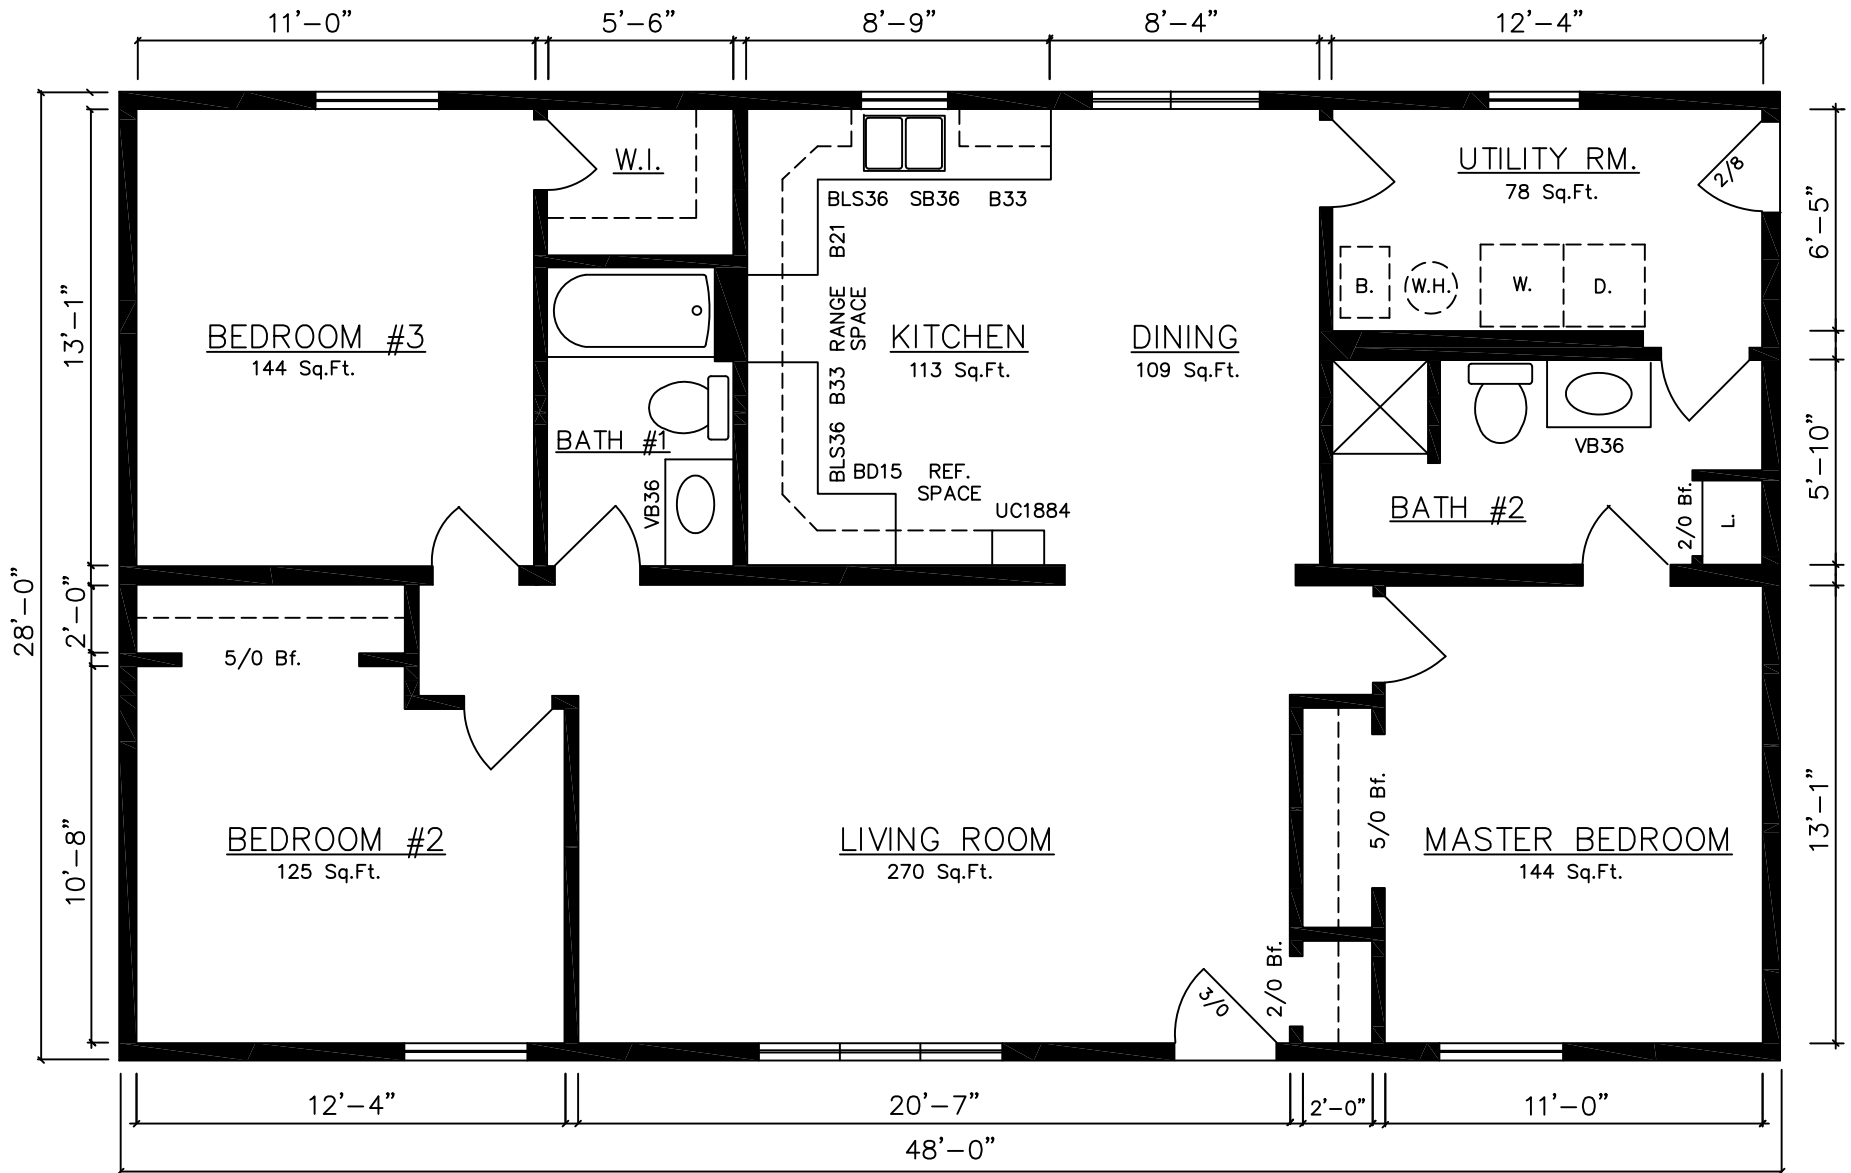 11'-0" 5'-6" 8'-9" 8'-4" 12'-4"
W.I.
UTILITY RM.
78 Sq.Ft.
2/8
BLS36 SB36 B33
B21
RANGE
SPACE
B33
BLS36
B.
W.H.
W.
D.
6'-5"
BEDROOM #3
144 Sq.Ft.
KITCHEN
113 Sq.Ft.
DINING
109 Sq.Ft.
13'-1"
BATH #1
VB36
BD15
REF.
SPACE
UC1884
VB36
BATH #2
2/0 Bf.
L.
5'-10"
28'-0"
2'-0"
5/0 Bf.
10'-8"
BEDROOM #2
125 Sq.Ft.
LIVING ROOM
270 Sq.Ft.
5/0 Bf.
MASTER BEDROOM
144 Sq.Ft.
13'-1"
3/0
2/0 Bf.
12'-4" 20'-7" 2'-0" 11'-0"
48'-0"